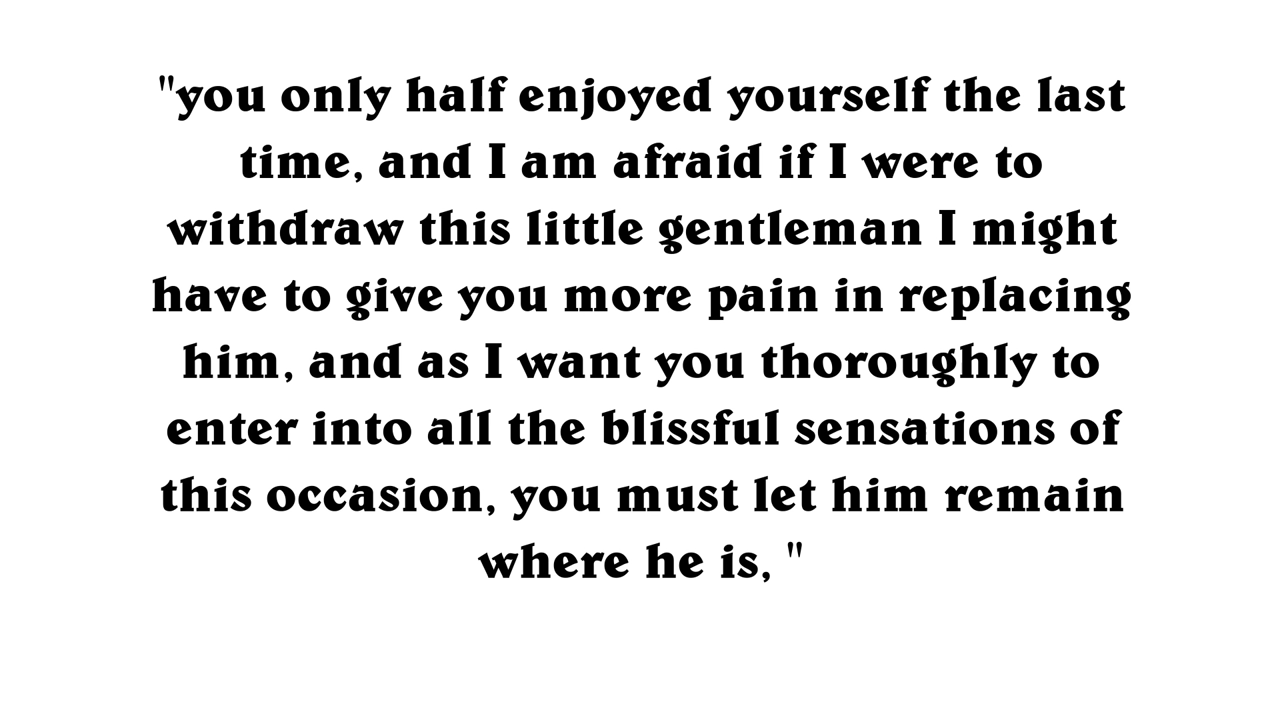 "you only half enjoyed yourself the last
time, and I am afraid if I were to
withdraw this little gentleman I might
have to give you more pain in replacing
him, and as I want you thoroughly to
enter into all the blissful sensations of
this occasion, you must let him remain
where he is, "